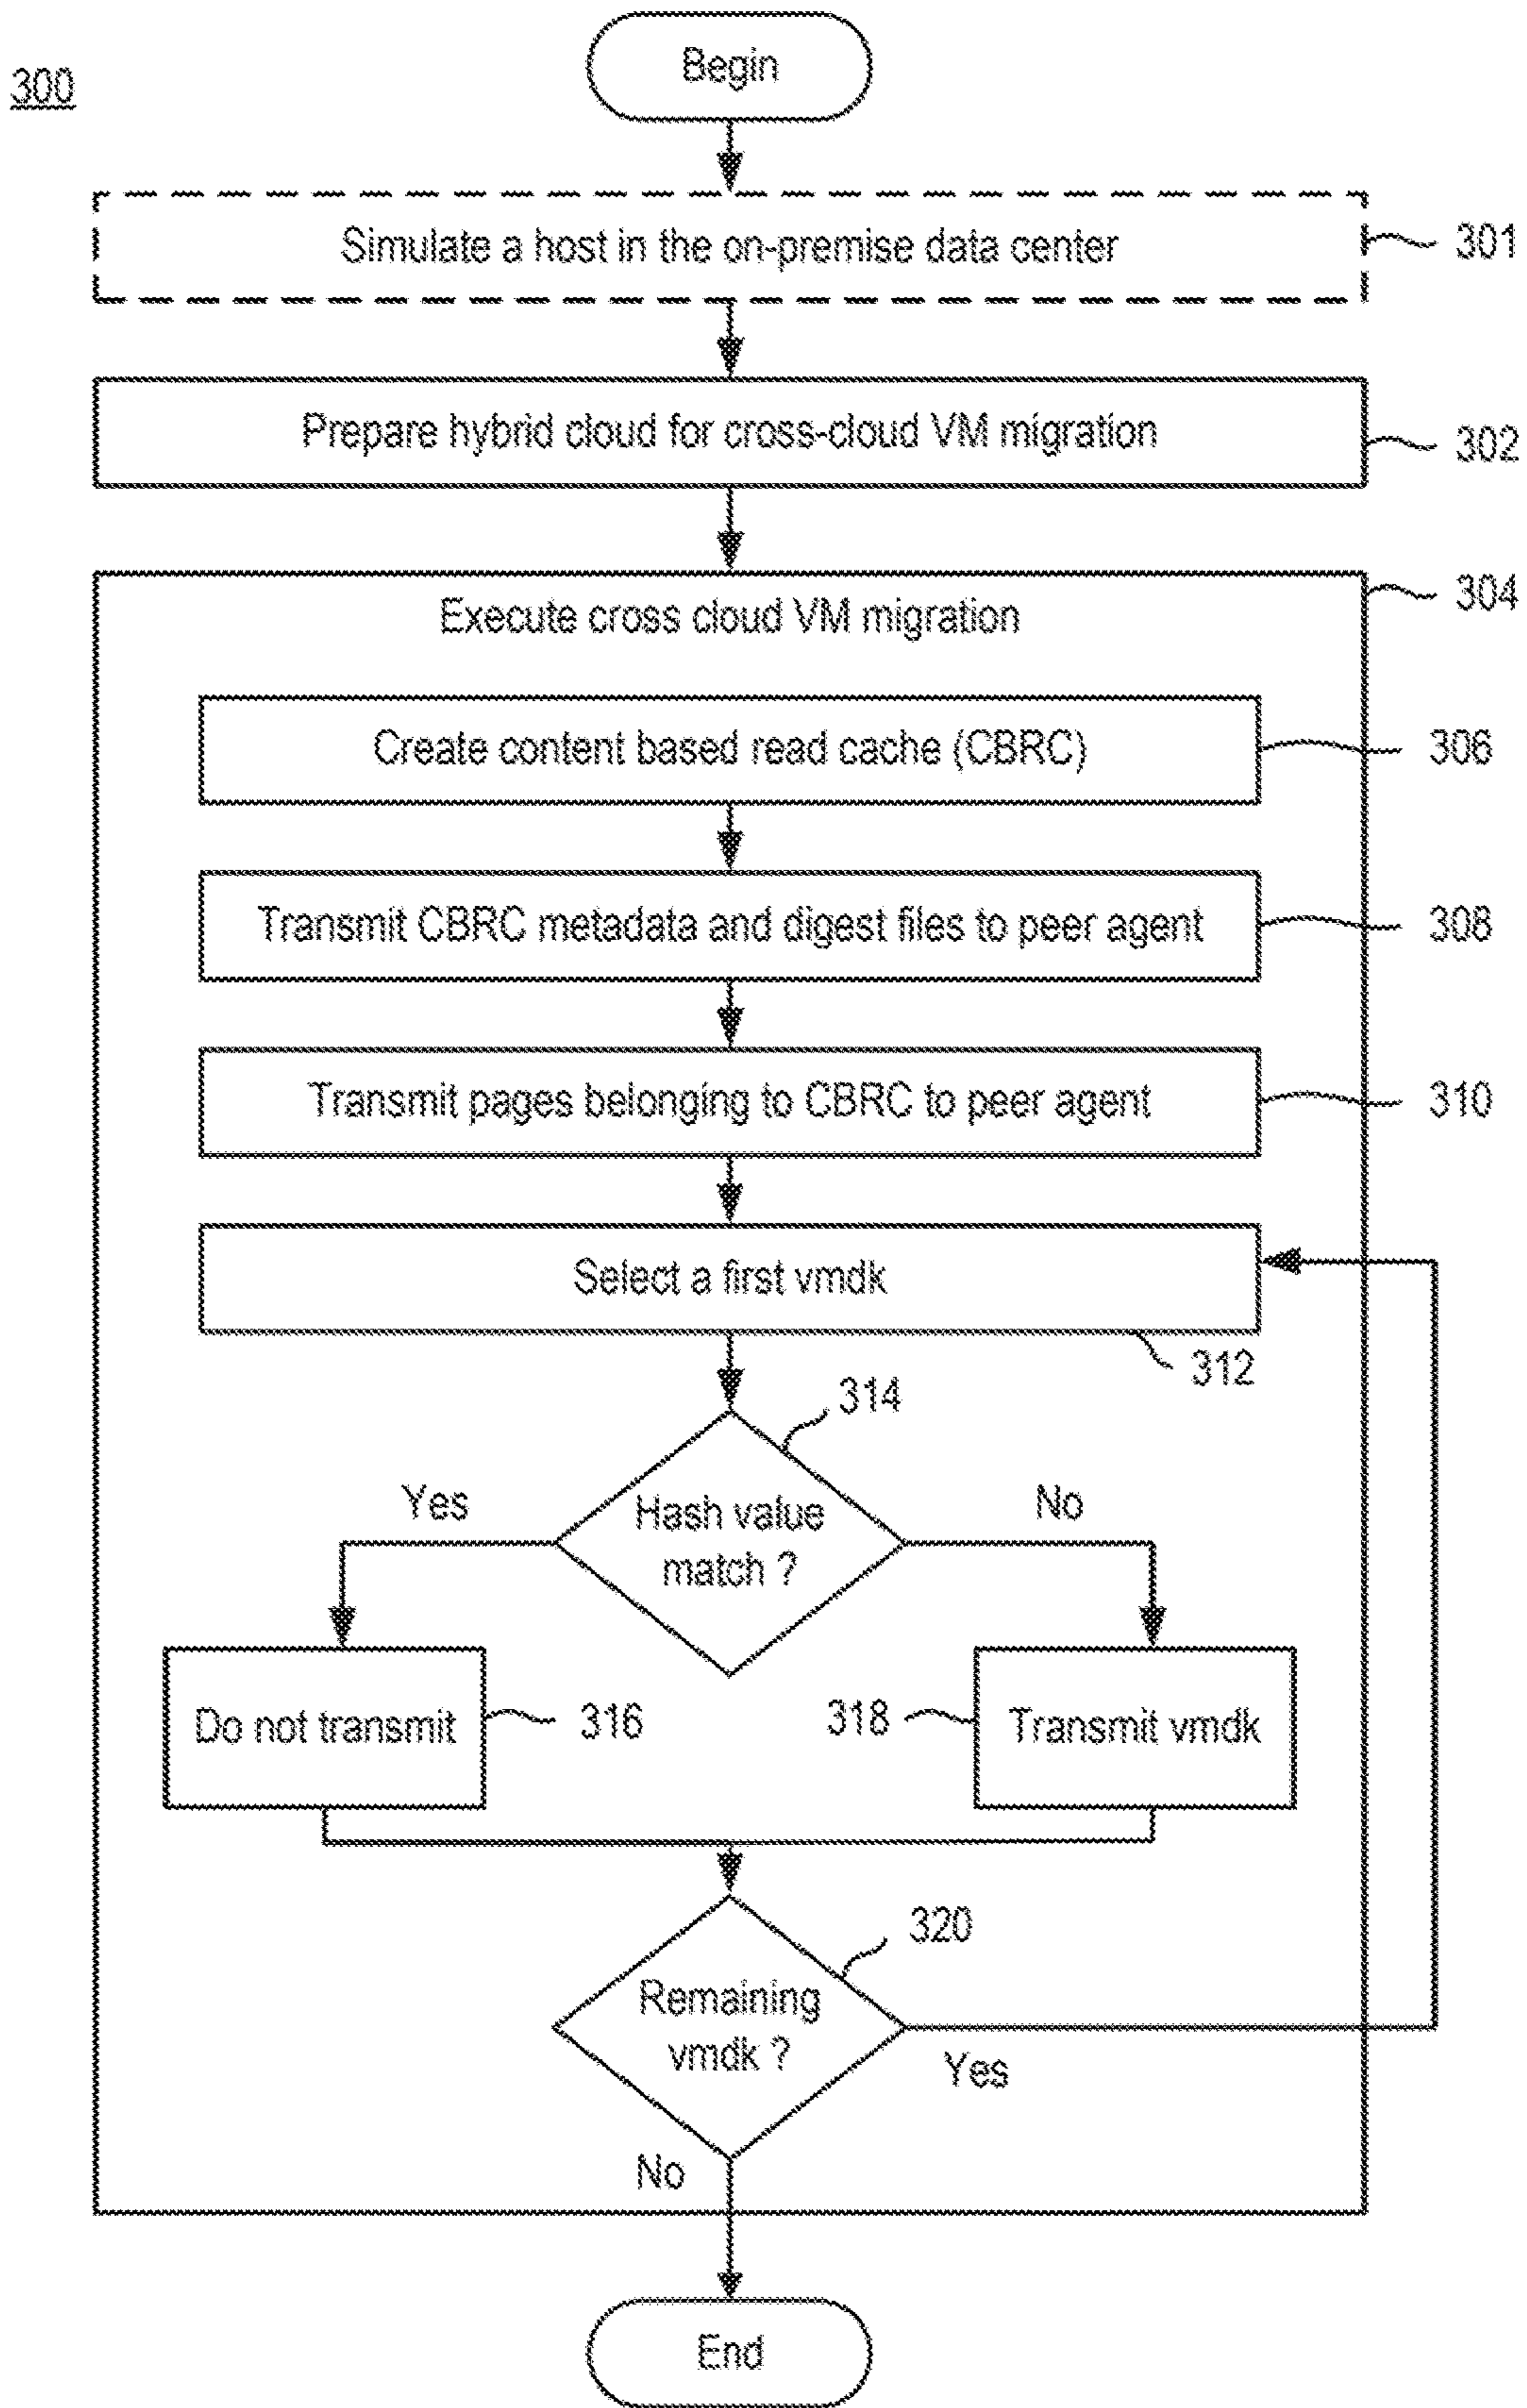 300
Begin
Simulate a host in the on-premise data center
301
Prepare hybrid cloud for cross-cloud VM migration
302
Execute cross cloud VM migration
304
Create content based read cache (CBRC)
306
Transmit CBRC metadata and digest files to peer agent
308
Transmit pages belonging to CBRC to peer agent
310
Select a first vmdk
312
314
Yes
Hash value
match ?
No
Do not transmit
316
318
Transmit vmdk
320
Remaining
vmdk ?
Yes
No
End